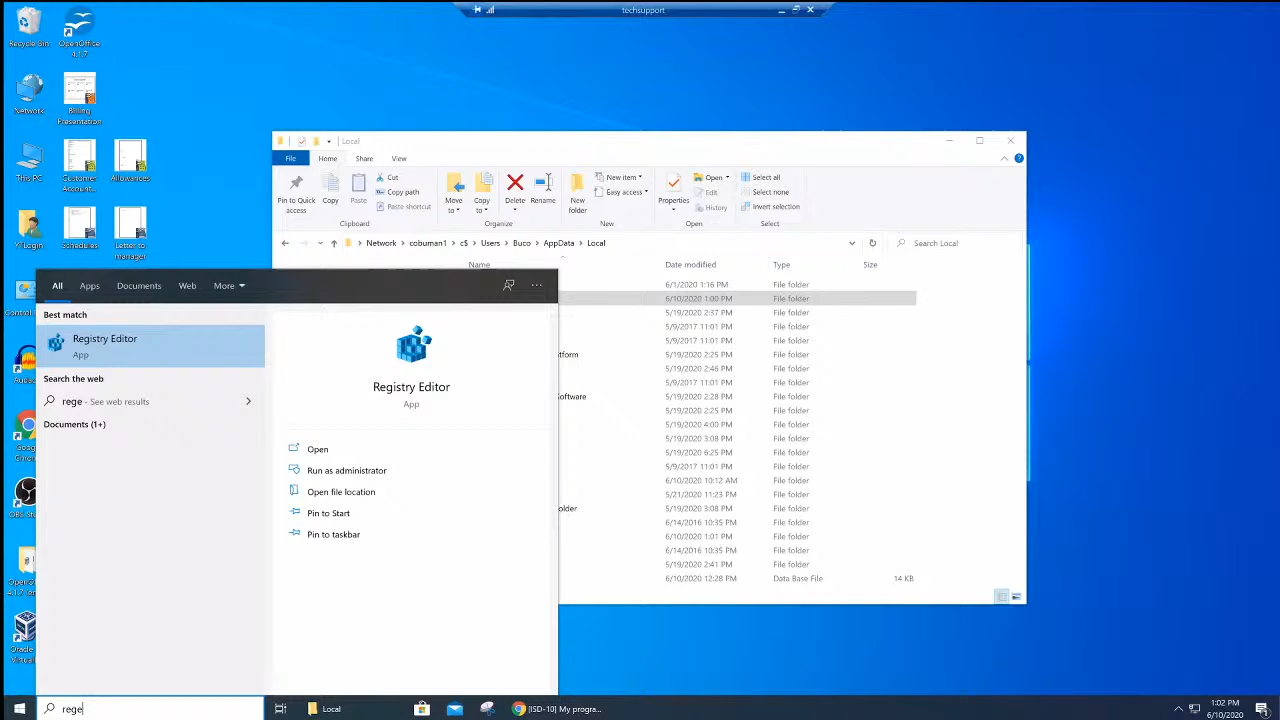 techsupport
Recycle Bin
OpenOffice
4.1.7
Network
Billing
Presentation
This PC
Customer
Account...
Allowances
Schedules
Letter to
manager
Local
File
Home
Share
View
Pin to Quick
access
Copy
Paste
Cut
Copy path
Paste shortcut
Clipboard
Move
to
Copy
to
Delete
Rename
Organize
New
folder
New item
Easy access
New
Properties
Open
Edit
History
Open
Select all
Select none
Invert selection
Select
Network
cobuman1
c$
Users
Buco
AppData
Local
Search Local
Name
Date modified
Type
Size
6/1/2020 1:16 PM File folder
6/10/2020 1:00 PM File folder
5/19/2020 2:37 PM File folder
5/9/2017 11:01 PM File folder
5/9/2017 11:01 PM File folder
5/19/2020 2:25 PM File folder
5/19/2020 2:46 PM File folder
5/9/2017 11:01 PM File folder
5/19/2020 2:28 PM File folder
5/19/2020 2:25 PM File folder
5/19/2020 4:00 PM File folder
5/19/2020 3:08 PM File folder
5/19/2020 6:25 PM File folder
5/9/2017 11:01 PM File folder
6/10/2020 10:12 AM File folder
5/21/2020 11:23 PM File folder
5/19/2020 3:08 PM File folder
6/14/2016 10:35 PM File folder
6/10/2020 1:01 PM File folder
6/14/2016 10:35 PM File folder
5/19/2020 2:41 PM File folder
6/10/2020 12:28 PM Data Base File 14 KB
All
Apps
Documents
Web
More
Best match
Registry Editor
App
Search the web
rege - See web results
Documents (1+)
Registry Editor
App
Open
Run as administrator
Open file location
Pin to Start
Pin to taskbar
rege
Local
[ISD-10] My progra...
1:02 PM
6/10/2020